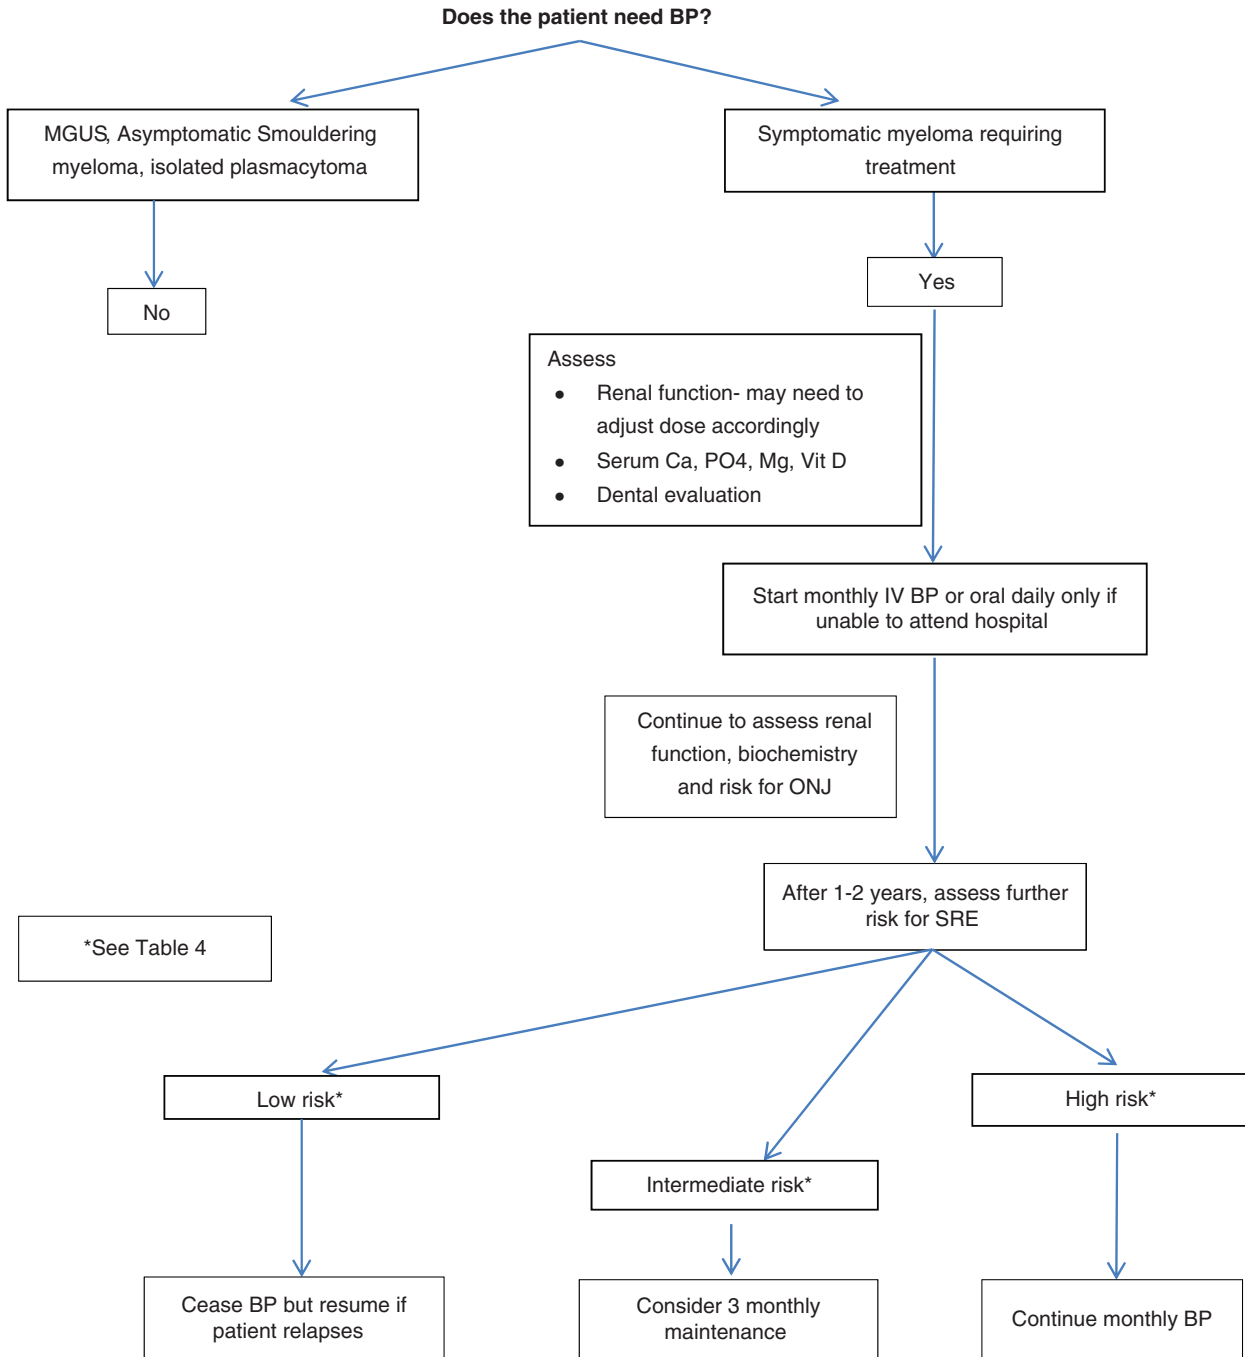 Does the patient need BP?
MGUS, Asymptomatic Smouldering
myeloma, isolated plasmacytoma
Symptomatic myeloma requiring
treatment
No
Yes
Assess
● Renal function- may need to
adjust dose accordingly
● Serum Ca, PO4, Mg, Vit D
● Dental evaluation
Start monthly IV BP or oral daily only if
unable to attend hospital
Continue to assess renal
function, biochemistry
and risk for ONJ
After 1-2 years, assess further
risk for SRE
*See Table 4
Low risk*
Intermediate risk*
High risk*
Cease BP but resume if
patient relapses
Consider 3 monthly
maintenance
Continue monthly BP